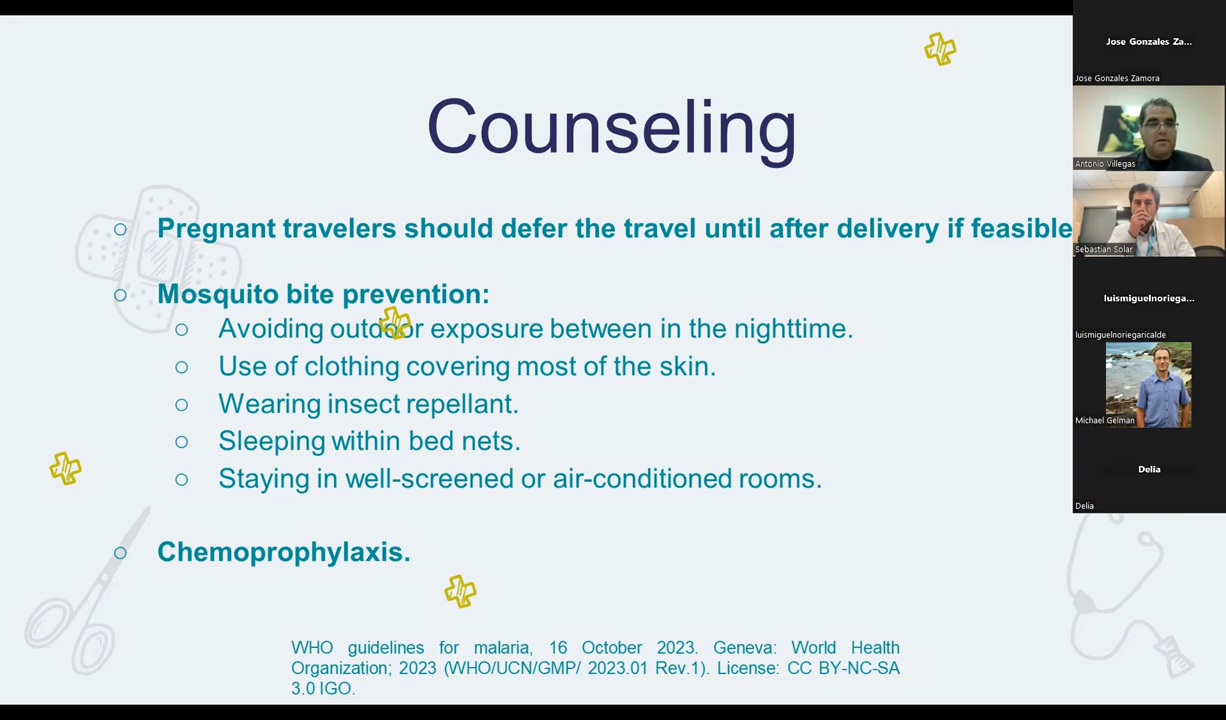 Counseling
Pregnant travelers should defer the travel until after delivery if feasible
Mosquito bite prevention:
Avoiding outdoor exposure between in the nighttime.
Use of clothing covering most of the skin.
Wearing insect repellant.
Sleeping within bed nets.
Staying in well-screened or air-conditioned rooms.
Chemoprophylaxis.
WHO guidelines for malaria, 16 October 2023. Geneva: World Health
Organization; 2023 (WHO/UCN/GMP/ 2023.01 Rev.1). License: CC BY-NC-SA
3.0 IGO.
Jose Gonzales Za...
Jose Gonzales Zamora
Antonio Villegas
Sebastian Solar
luismiguelnoriega...
luismiguelnoriegaricalde
Michael Gelman
Delia
Delia